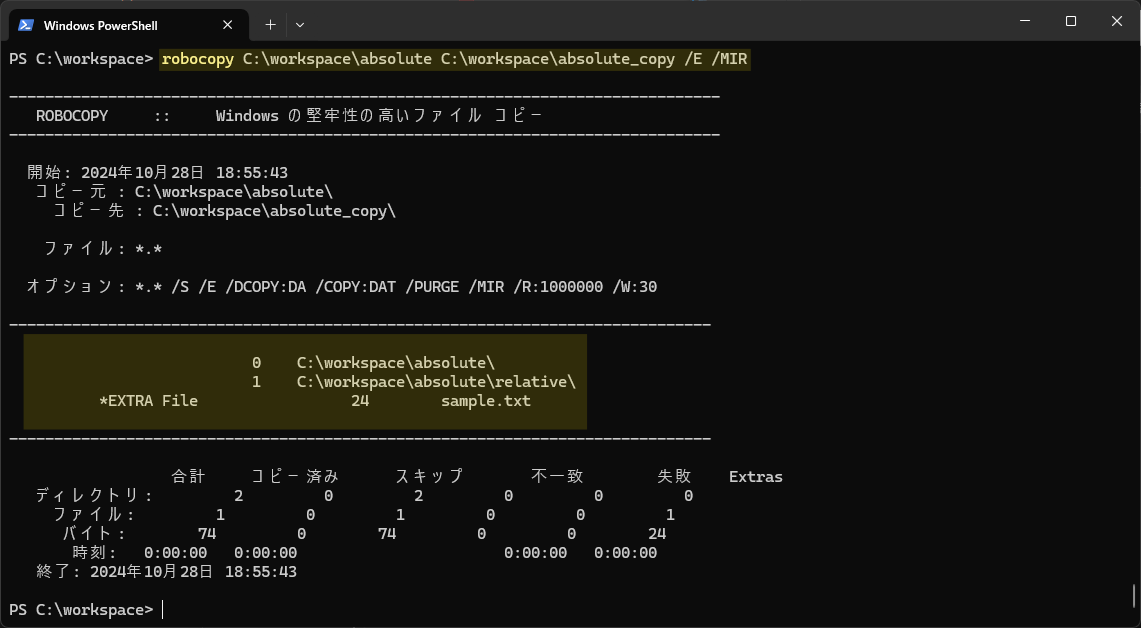 Windows PowerShell
PS C:\workspace> robocopy C:\workspace\absolute C:\workspace\absolute_copy /E /MIR
-------------------------------------------------------------------------------
ROBOCOPY :: Windows の堅牢性の高いファイル コピー
-------------------------------------------------------------------------------
開始: 2024年10月28日 18:55:43
コピー元 : C:\workspace\absolute\
コピー先 : C:\workspace\absolute_copy\
ファイル: *.*
オプション: *.* /S /E /DCOPY:DA /COPY:DAT /PURGE /MIR /R:1000000 /W:30
------------------------------------------------------------------------------
0 C:\workspace\absolute\
1 C:\workspace\absolute\relative\
*EXTRA File 24 sample.txt
------------------------------------------------------------------------------
合計 コピー済み スキップ 不一致 失敗 Extras
ディレクトリ: 2 0 2 0 0 0
ファイル: 1 0 1 0 0 1
バイト: 74 0 74 0 0 24
時刻: 0:00:00 0:00:00 0:00:00 0:00:00
終了: 2024年10月28日 18:55:43
PS C:\workspace>